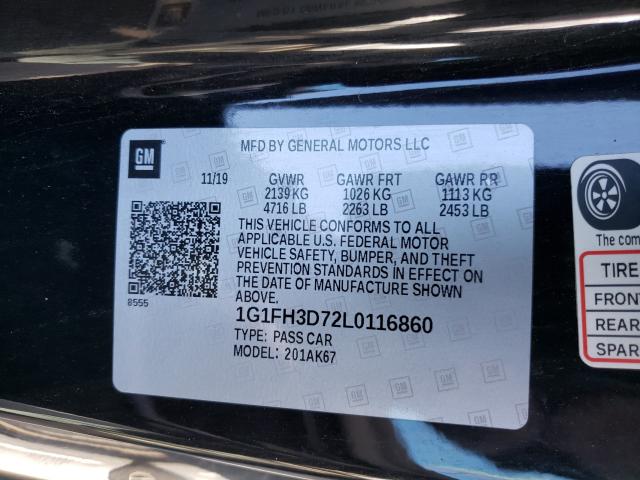 GM
MFD BY GENERAL MOTORS LLC
11/19 GVWR GAWR FRT GAWR RR
2139 KG 1026 KG 1113 KG
4716 LB 2263 LB 2453 LB
THIS VEHICLE CONFORMS TO ALL
APPLICABLE U.S. FEDERAL MOTOR
VEHICLE SAFETY, BUMPER, AND THEFT
PREVENTION STANDARDS IN EFFECT ON
THE DATE OF MANUFACTURE SHOWN
ABOVE.
8555
1G1FH3D72L0116860
TYPE: PASS CAR
MODEL: 201AK67
The com
TIRE
FRON
REAR
SPAR